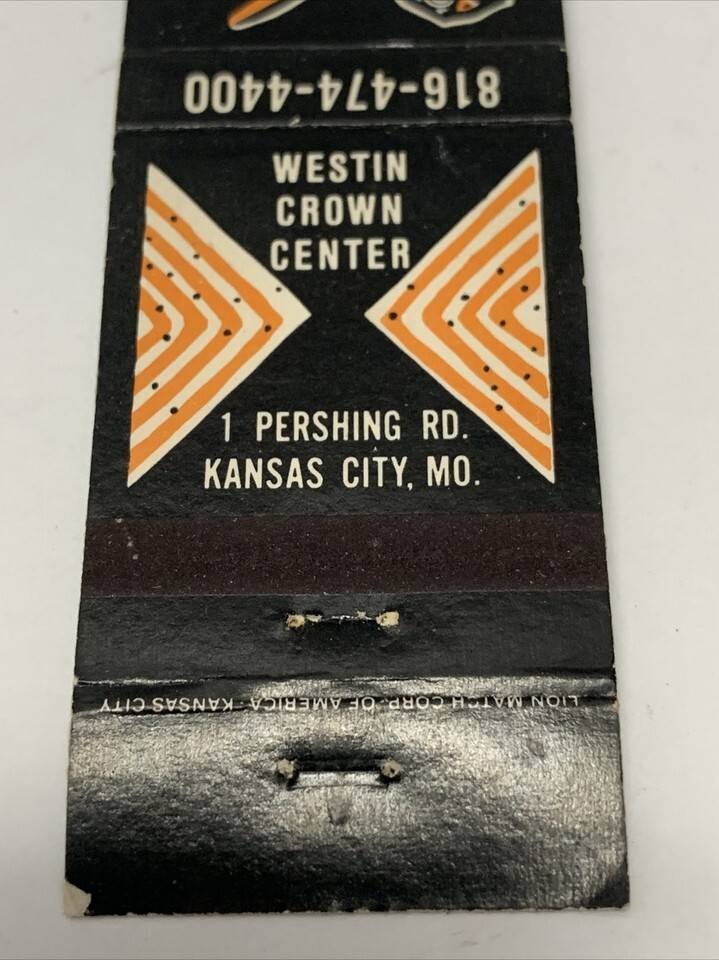 816-474-4400
WESTIN
CROWN
CENTER
1 PERSHING RD.
KANSAS CITY, MO.
LION MATCH CORP. OF AMERICA · KANSAS CITY